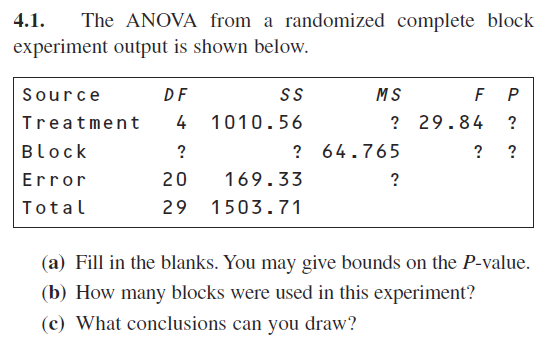 4.1. The ANOVA from a randomized complete block
experiment output is shown below.
Source DF SS MS F P
Treatment 4 1010.56 ? 29.84 ?
Block ? ? 64.765 ? ?
Error 20 169.33 ?
Total 29 1503.71
(a) Fill in the blanks. You may give bounds on the P-value.
(b) How many blocks were used in this experiment?
(c) What conclusions can you draw?